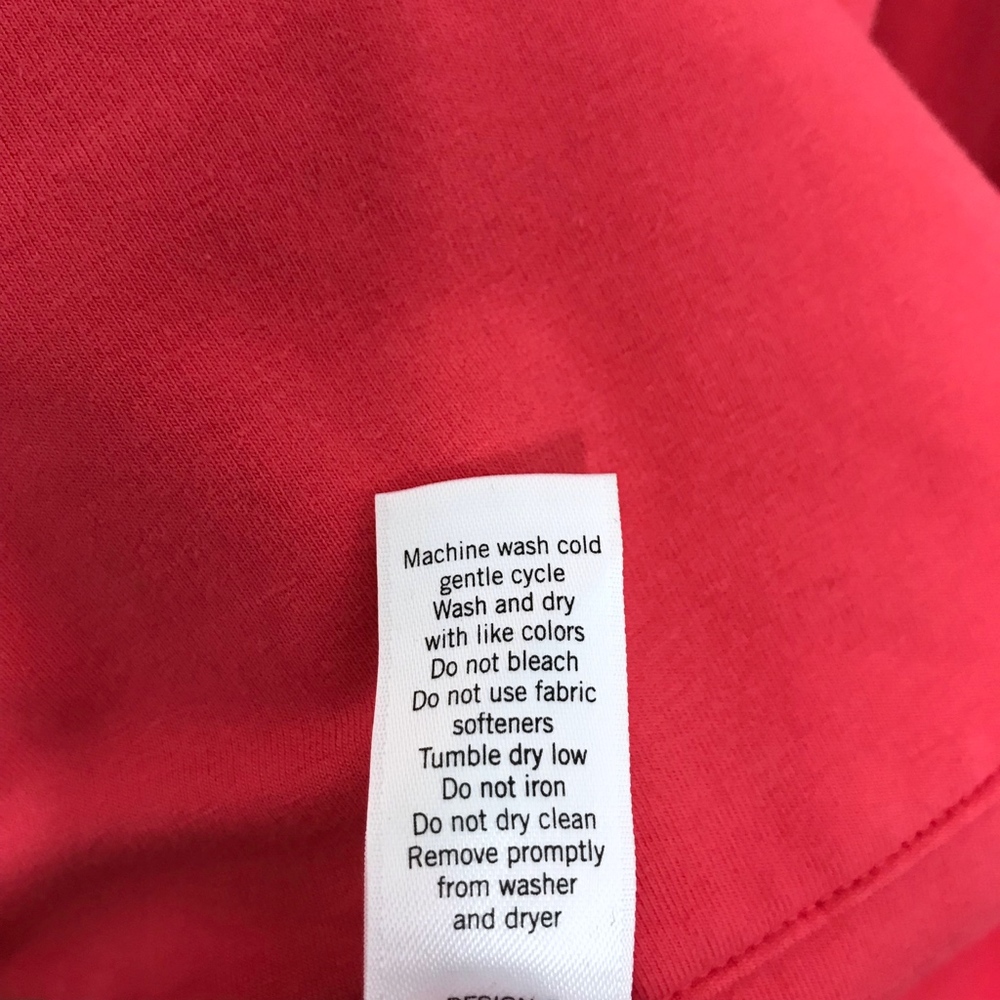 Machine wash cold
gentle cycle
Wash and dry
with like colors
Do not bleach
Do not use fabric
softeners
Tumble dry low
Do not iron
Do not dry clean
Remove promptly
from washer
and dryer